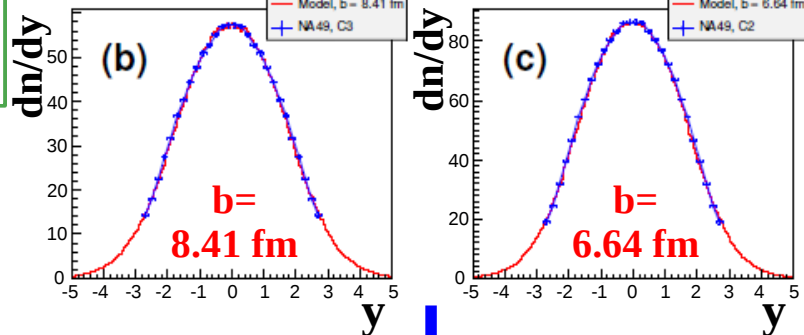 Model, b = 8.41 fm
NA49, C3
(b)
dn/dy
50
40
30
20
10
0
b=
8.41 fm
-5 -4 -3 -2 -1 0 1 2 3 4 5
y
Model, b = 6.64 fm
NA49, C2
(c)
dn/dy
80
60
40
20
0
b=
6.64 fm
-5 -4 -3 -2 -1 0 1 2 3 4 5
y